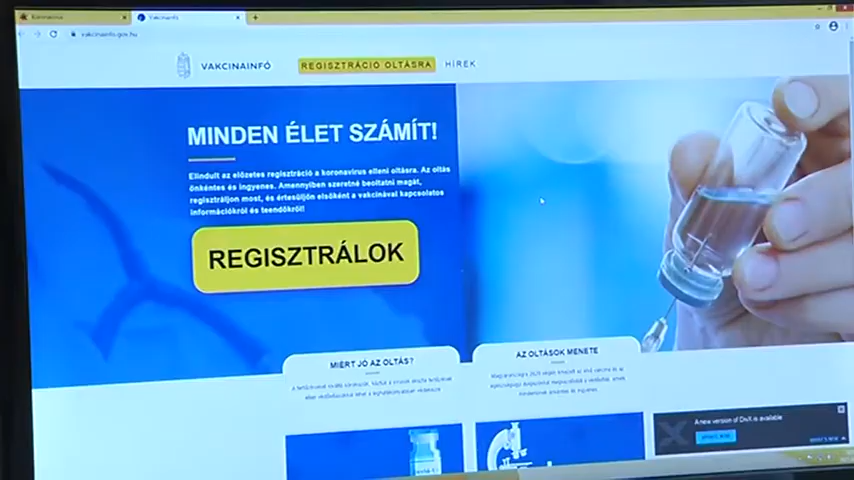 Koronavírus
Vakcinainfo
vakcinainfo.gov.hu
VAKCINAINFÓ
REGISZTRÁCIÓ OLTÁSRA
HÍREK
MINDEN ÉLET SZÁMÍT!
Elindult az előzetes regisztráció a koronavírus elleni oltásra. Az oltás
önkéntes és ingyenes. Amennyiben szeretné beoltatni magát,
regisztráljon most, és értesüljön elsőként a vakcinával kapcsolatos
információkról és teendőkről!
REGISZTRÁLOK
MIÉRT JÓ AZ OLTÁS?
AZ OLTÁSOK MENETE
A new version of DivX is available